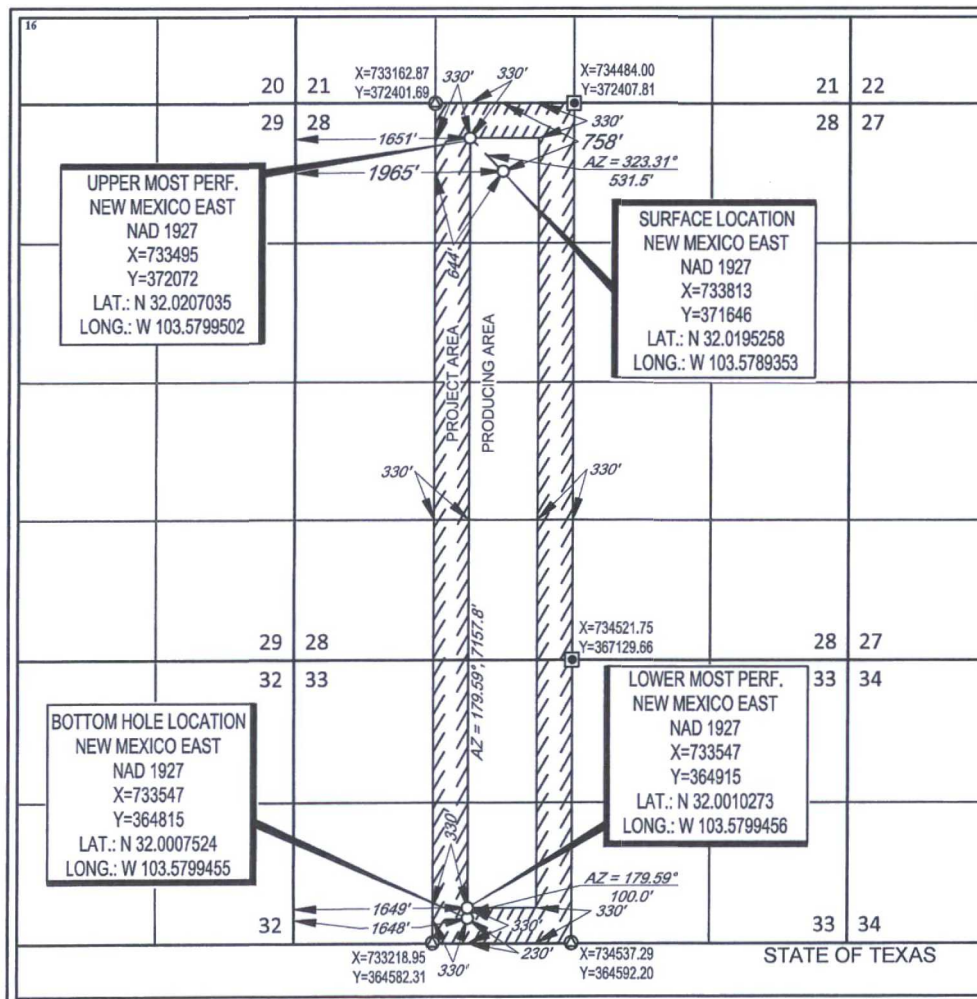 16
X=733162.87
Y=372401.69
330'
330'
X=734484.00
Y=372407.81
20
21
21
22
29
28
28
27
1651'
330'
758'
1965'
AZ = 323.31°
531.5'
UPPER MOST PERF.
NEW MEXICO EAST
NAD 1927
X=733495
Y=372072
LAT.: N 32.0207035
LONG.: W 103.5799502
SURFACE LOCATION
NEW MEXICO EAST
NAD 1927
X=733813
Y=371646
LAT.: N 32.0195258
LONG.: W 103.5789353
644'
PROJECT AREA
PRODUCING AREA
330'
330'
AZ = 179.59°, 7157.8'
X=734521.75
Y=367129.66
29
28
28
27
32
33
33
34
BOTTOM HOLE LOCATION
NEW MEXICO EAST
NAD 1927
X=733547
Y=364815
LAT.: N 32.0007524
LONG.: W 103.5799455
LOWER MOST PERF.
NEW MEXICO EAST
NAD 1927
X=733547
Y=364915
LAT.: N 32.0010273
LONG.: W 103.5799456
330'
AZ = 179.59°
100.0'
1649'
330'
1648'
330'
32
33
34
230'
330'
X=733218.95
Y=364582.31
X=734537.29
Y=364592.20
STATE OF TEXAS